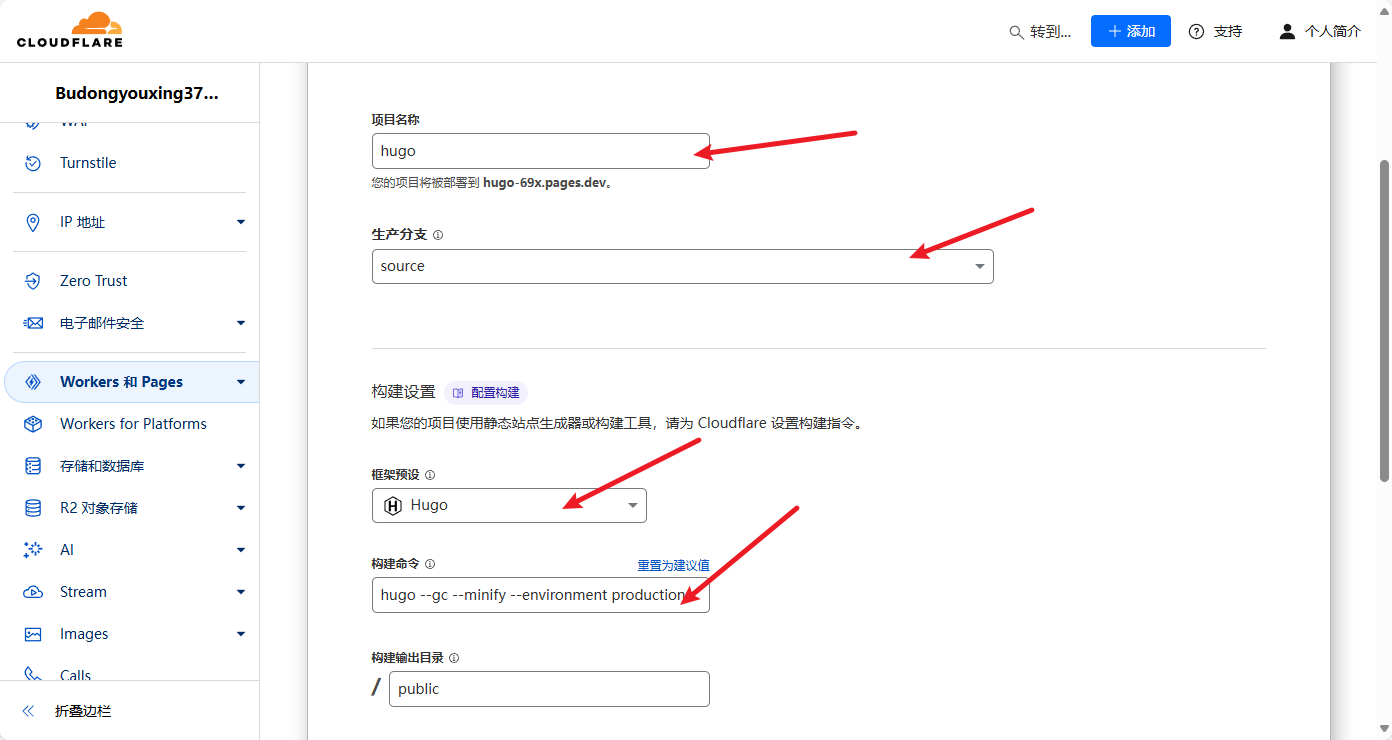 CLOUDFLARE
转到...
添加
支持
个人简介
Budongyouxing37...
WAF
Turnstile
IP 地址
Zero Trust
电子邮件安全
Workers 和 Pages
Workers for Platforms
存储和数据库
R2 对象存储
AI
Stream
Images
Calls
折叠边栏
项目名称
hugo
您的项目将被部署到 hugo-69x.pages.dev。
生产分支
source
构建设置
配置构建
如果您的项目使用静态站点生成器或构建工具，请为 Cloudflare 设置构建指令。
框架预设
Hugo
构建命令
重置为建议值
hugo --gc --minify --environment production
构建输出目录
/
public